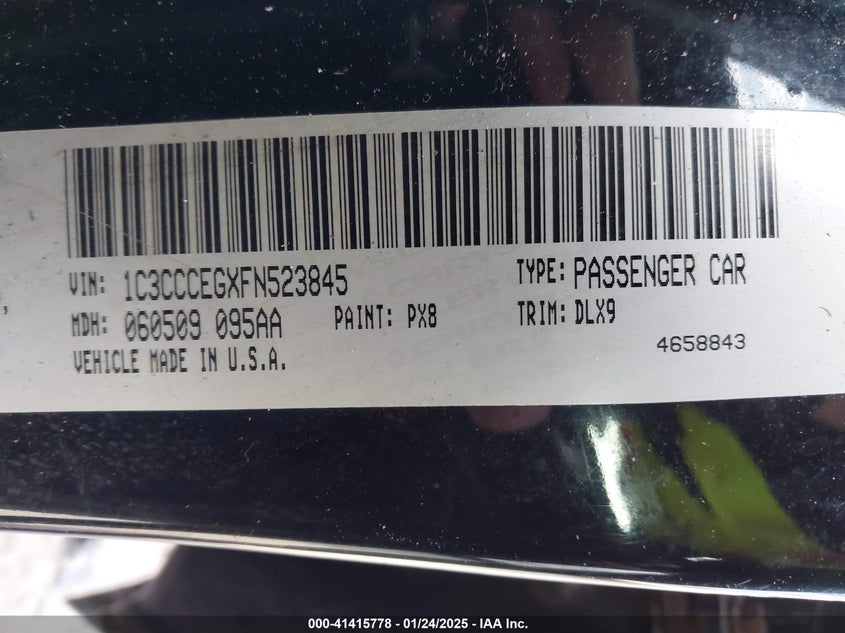 VIN: 1C3CCCEGXFN523845 TYPE: PASSENGER CAR
MDH: 060509 095AA PAINT: PX8 TRIM: DLX9
VEHICLE MADE IN U.S.A. 4658843
000-41415778 - 01/24/2025 - IAA Inc.